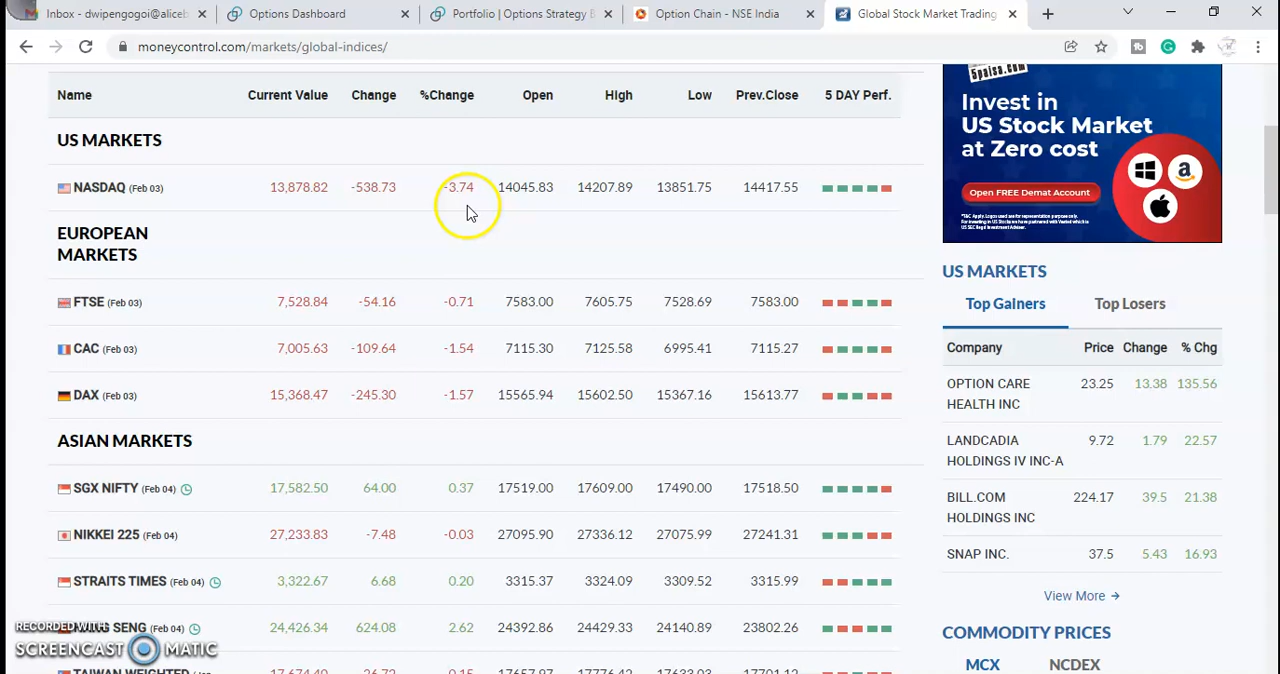 Inbox - dwipengogoi@aliceb
Options Dashboard
Portfolio | Options Strategy B
Option Chain - NSE India
Global Stock Market Trading
moneycontrol.com/markets/global-indices/
Name Current Value Change %Change Open High Low Prev.Close 5 DAY Perf.
US MARKETS
NASDAQ (Feb 03) 13,878.82 -538.73 -3.74 14045.83 14207.89 13851.75 14417.55
EUROPEAN
MARKETS
FTSE (Feb 03) 7,528.84 -54.16 -0.71 7583.00 7605.75 7528.69 7583.00
CAC (Feb 03) 7,005.63 -109.64 -1.54 7115.30 7125.58 6995.41 7115.27
DAX (Feb 03) 15,368.47 -245.30 -1.57 15565.94 15602.50 15367.16 15613.77
ASIAN MARKETS
SGX NIFTY (Feb 04) 17,582.50 64.00 0.37 17519.00 17609.00 17490.00 17518.50
NIKKEI 225 (Feb 04) 27,233.83 -7.48 -0.03 27095.90 27336.12 27075.99 27241.31
STRAITS TIMES (Feb 04) 3,322.67 6.68 0.20 3315.37 3324.09 3309.52 3315.99
SENG (Feb 04) 24,426.34 624.08 2.62 24392.86 24429.33 24140.89 23802.26
TAIWAN WEIGHTED
RECORDED WITH
SCREENCAST MATIC
5paisa.com
Invest in
US Stock Market
at Zero cost
Open FREE Demat Account
US MARKETS
Top Gainers Top Losers
Company Price Change % Chg
OPTION CARE
HEALTH INC 23.25 13.38 135.56
LANDCADIA
HOLDINGS IV INC-A 9.72 1.79 22.57
BILL.COM
HOLDINGS INC 224.17 39.5 21.38
SNAP INC. 37.5 5.43 16.93
View More
COMMODITY PRICES
MCX NCDEX